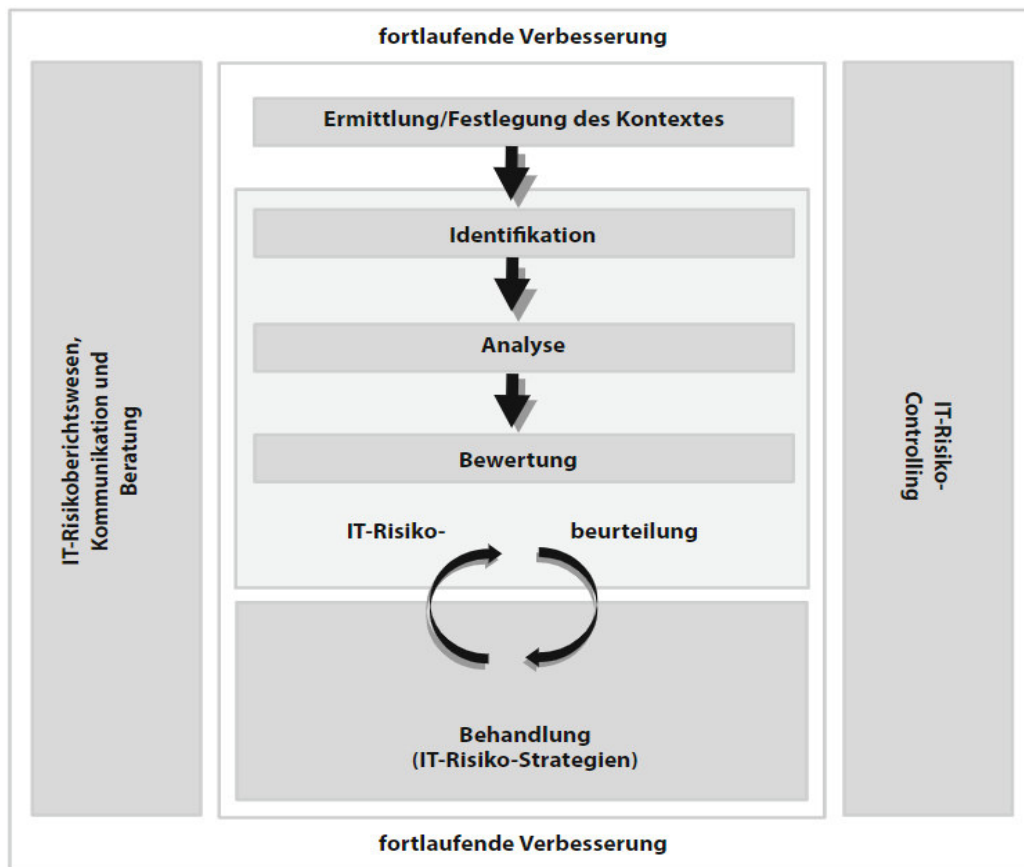 fortlaufende Verbesserung
IT-Risikoberichtswesen,
Kommunikation und
Beratung
Ermittlung/Festlegung des Kontextes
Identifikation
Analyse
Bewertung
IT-Risiko- beurteilung
Behandlung
(IT-Risiko-Strategien)
IT-Risiko-
Controlling
fortlaufende Verbesserung